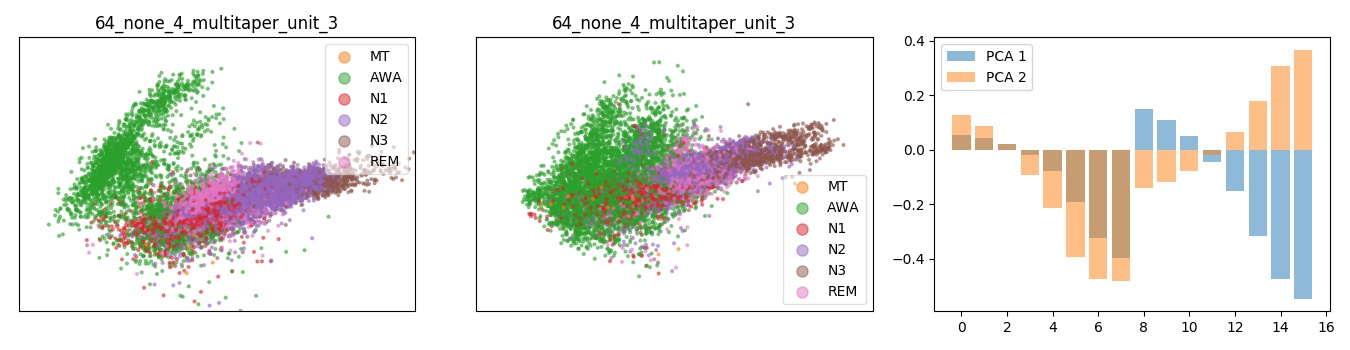 64_none_4_multitaper_unit_3
MT
AWA
N1
N2
N3
REM
64_none_4_multitaper_unit_3
MT
AWA
N1
N2
N3
REM
PCA 1
PCA 2
0.4
0.2
0.0
−0.2
−0.4
0 2 4 6 8 10 12 14 16